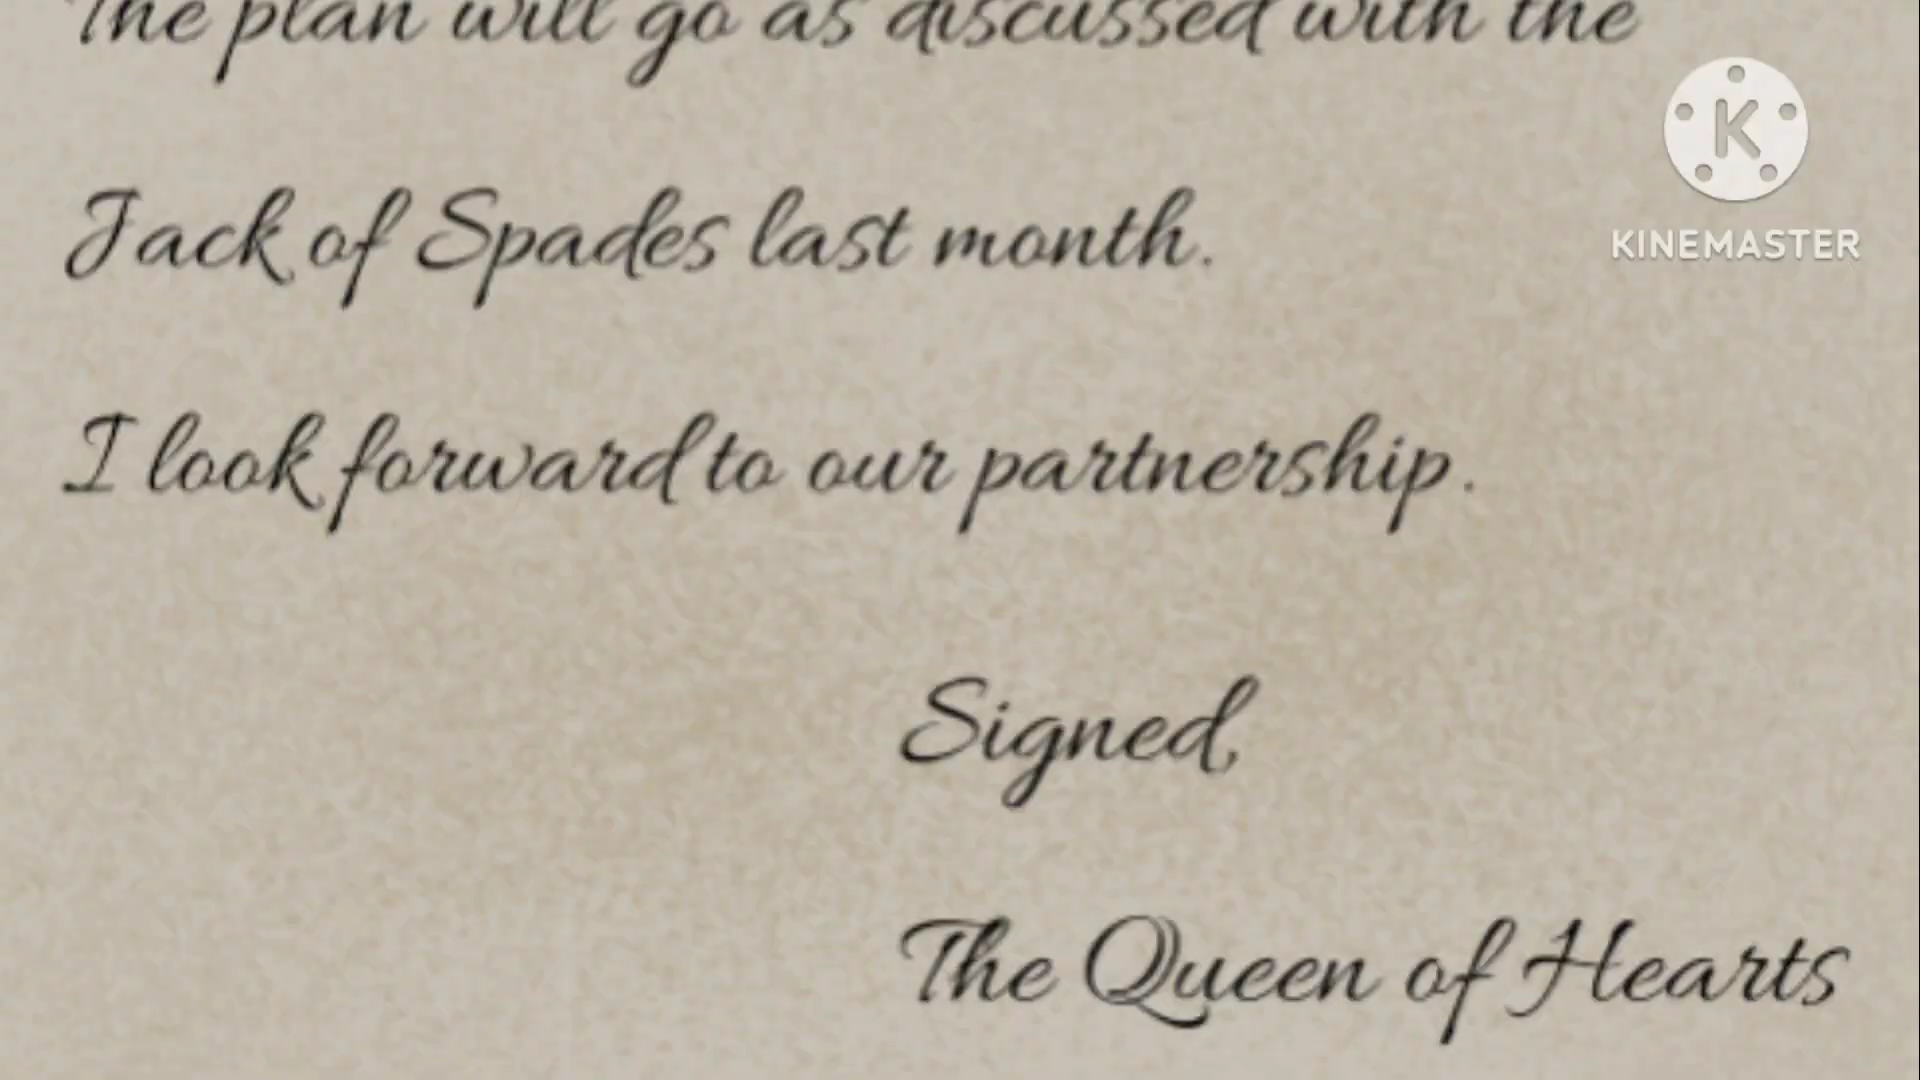 The plan will go as discussed with the
K
KINEMASTER
Jack of Spades last month.
I look forward to our partnership.
Signed,
The Queen of Hearts